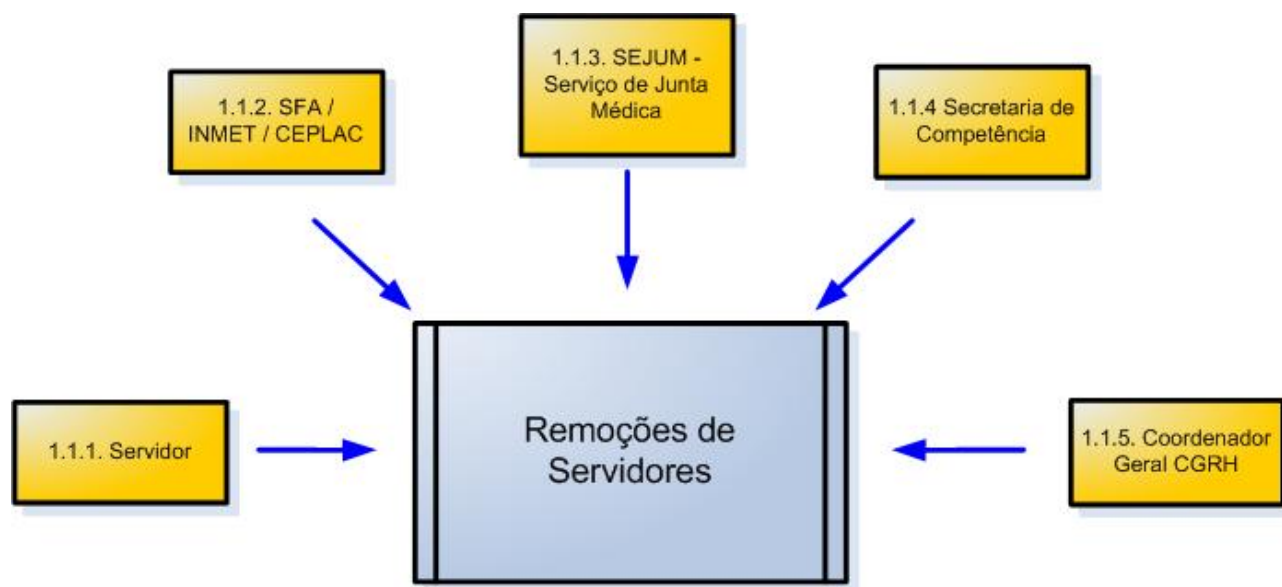 1.1.3. SEJUM -
Serviço de Junta
Médica
1.1.2. SFA /
INMET / CEPLAC
1.1.4 Secretaria de
Competência
Remoções de
Servidores
1.1.1. Servidor
1.1.5. Coordenador
Geral CGRH